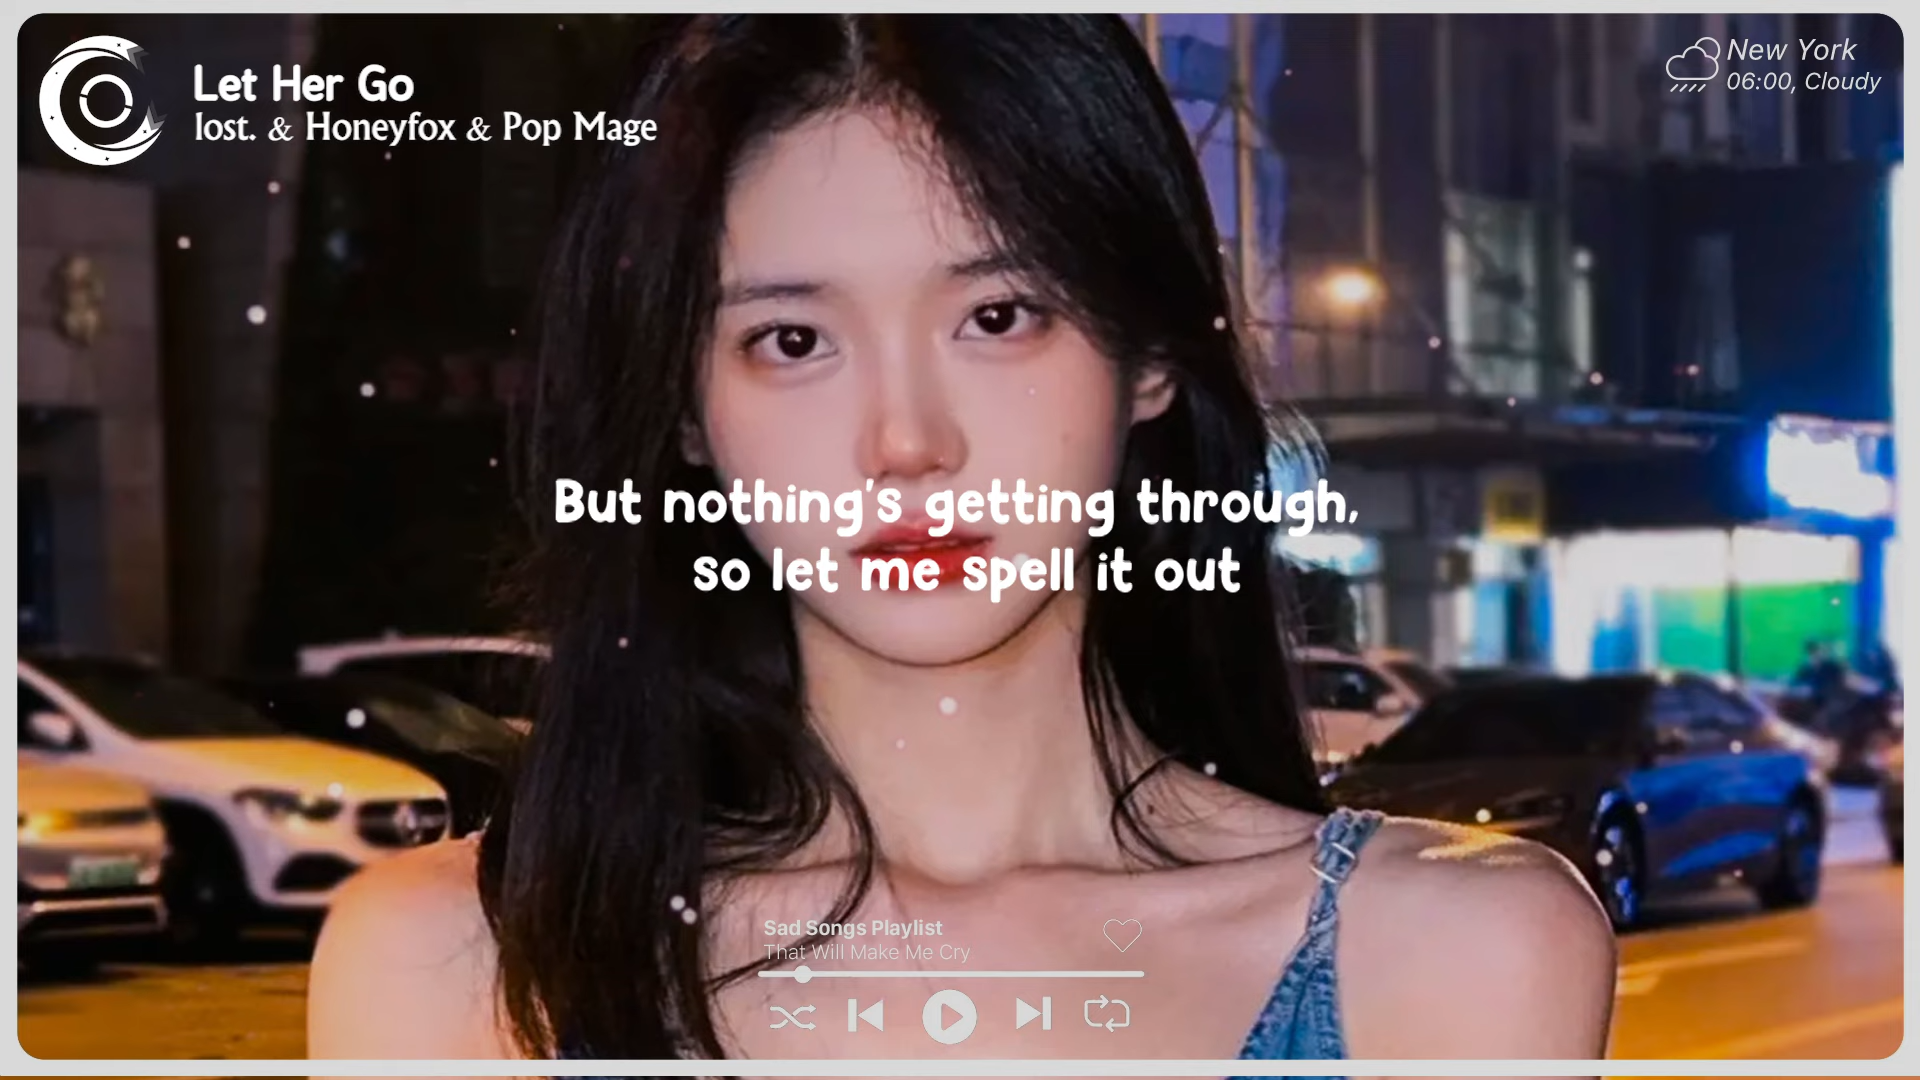 Let Her Go
lost. & Honeyfox & Pop Mage
New York
06:00, Cloudy
But nothing's getting through,
so let me spell it out
Sad Songs Playlist
That Will Make Me Cry